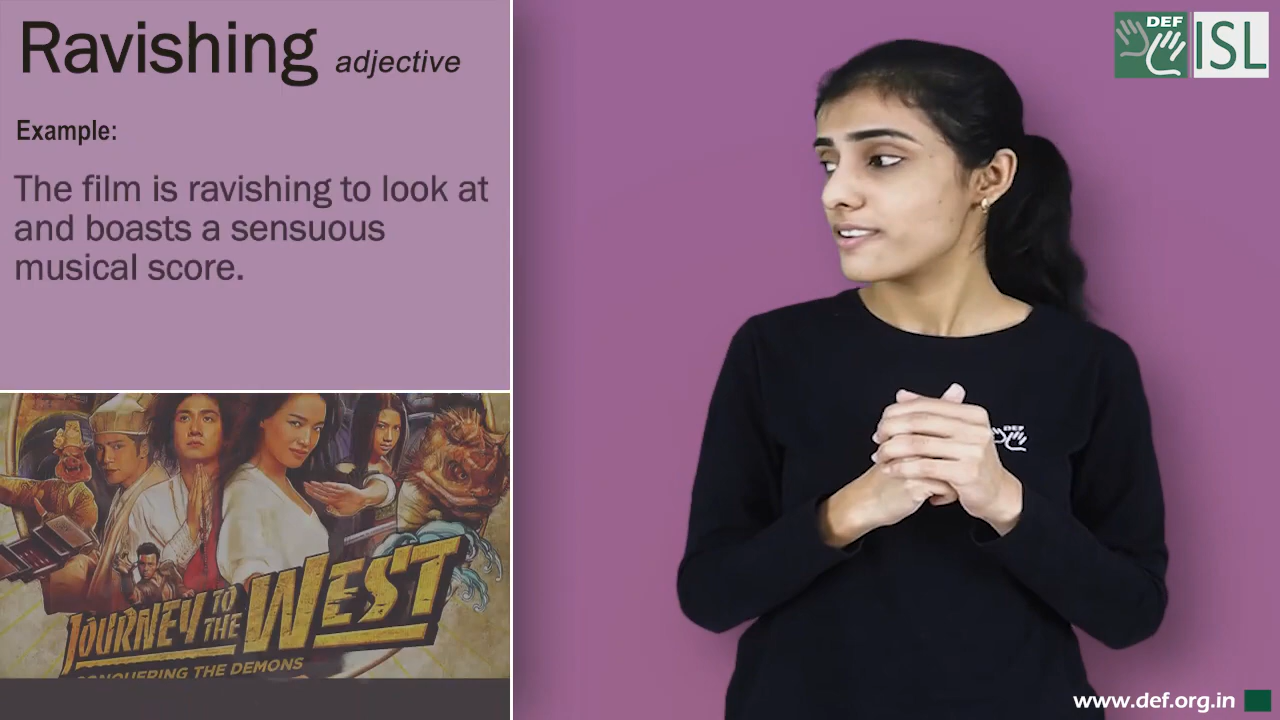 Ravishing adjective
Example:
The film is ravishing to look at
and boasts a sensuous
musical score.
JOURNEY TO THE WEST
CONQUERING THE DEMONS
DEF
ISL
DEF
www.def.org.in